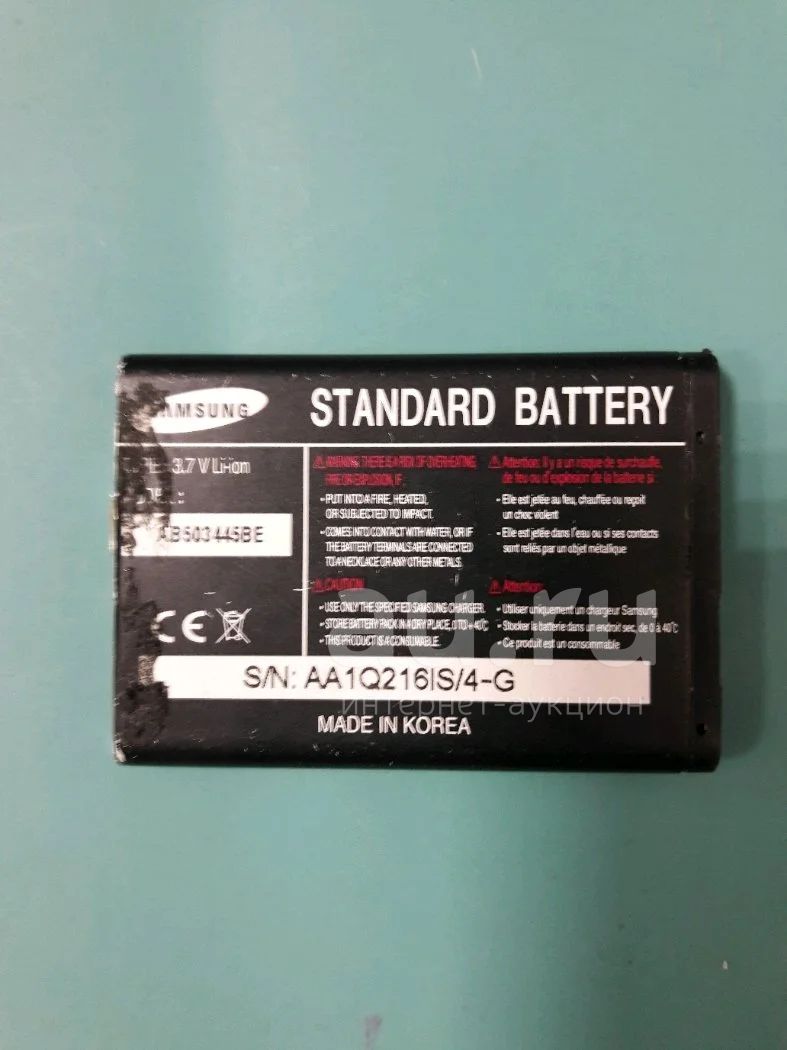 SAMSUNG
STANDARD BATTERY
3.7 V Li-ion
AB503445BE
CE
WARNING: THERE IS A RISK OF OVERHEATING,
FIRE OR EXPLOSION, IF :
- PUT INTO A FIRE, HEATED,
OR SUBJECTED TO IMPACT.
- COMES INTO CONTACT WITH WATER, OR IF
THE BATTERY TERMINALS ARE CONNECTED
TO A NECKLACE OR ANY OTHER METALS.
CAUTION:
- USE ONLY THE SPECIFIED SAMSUNG CHARGER.
- STORE BATTERY PACK IN A DRY PLACE, 0 to +40℃
- THIS PRODUCT IS A CONSUMABLE.
Attention: Il y a un risque de surchauffe,
de feu ou d'explosion de la batterie si :
- Elle est jetée au feu, chauffée ou reçoit
un choc violent
- Elle est jetée dans l'eau ou si ses contacts
sont reliés par un objet métallique
Attention:
- Utiliser uniquement un chargeur Samsung
- Stocker la batterie dans un endroit sec, de 0 à 40℃
- Ce produit est un consommable
S/N: AA1Q216IS/4-G
MADE IN KOREA
au.ru
интернет-аукцион